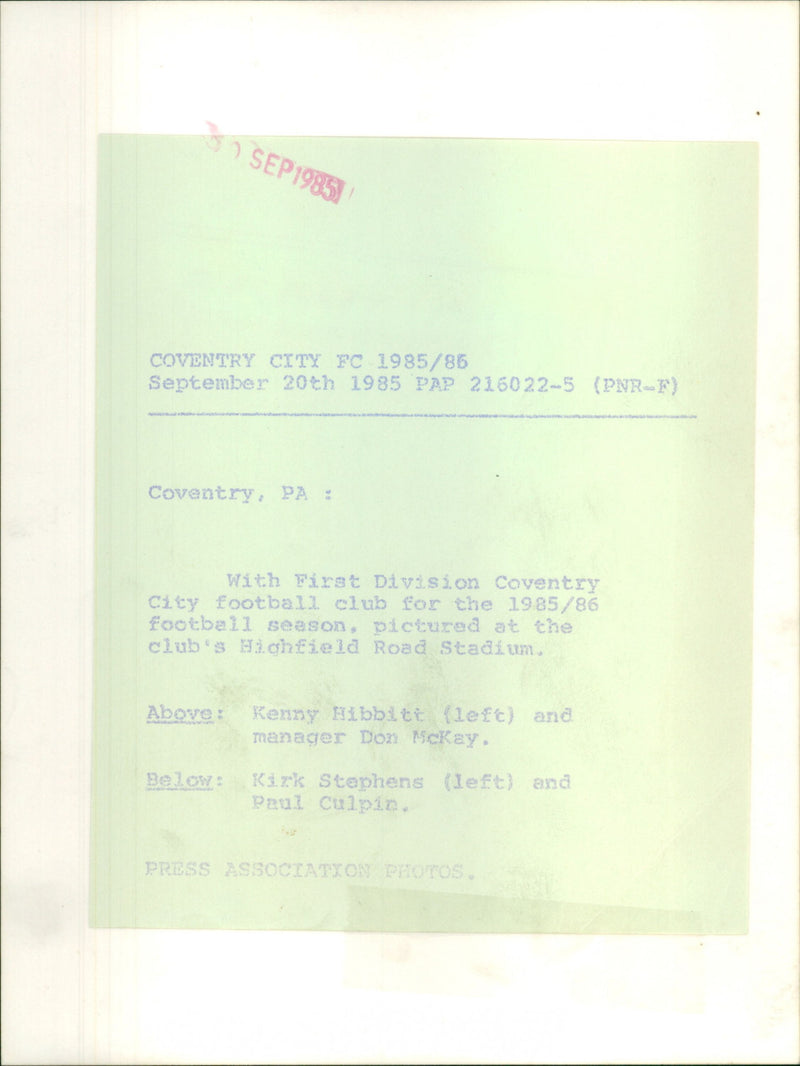 SEP 1985
COVENTRY CITY FC 1985/86
September 20th 1985 PAP 216022-5 (PNR-F)
Coventry, PA :
With First Division Coventry
City football club for the 1985/86
football season, pictured at the
club's Highfield Road Stadium.
Above: Kenny Hibbitt (left) and
manager Don McKay.
Below: Kirk Stephens (left) and
Paul Culpin.
PRESS ASSOCIATION PHOTOS.